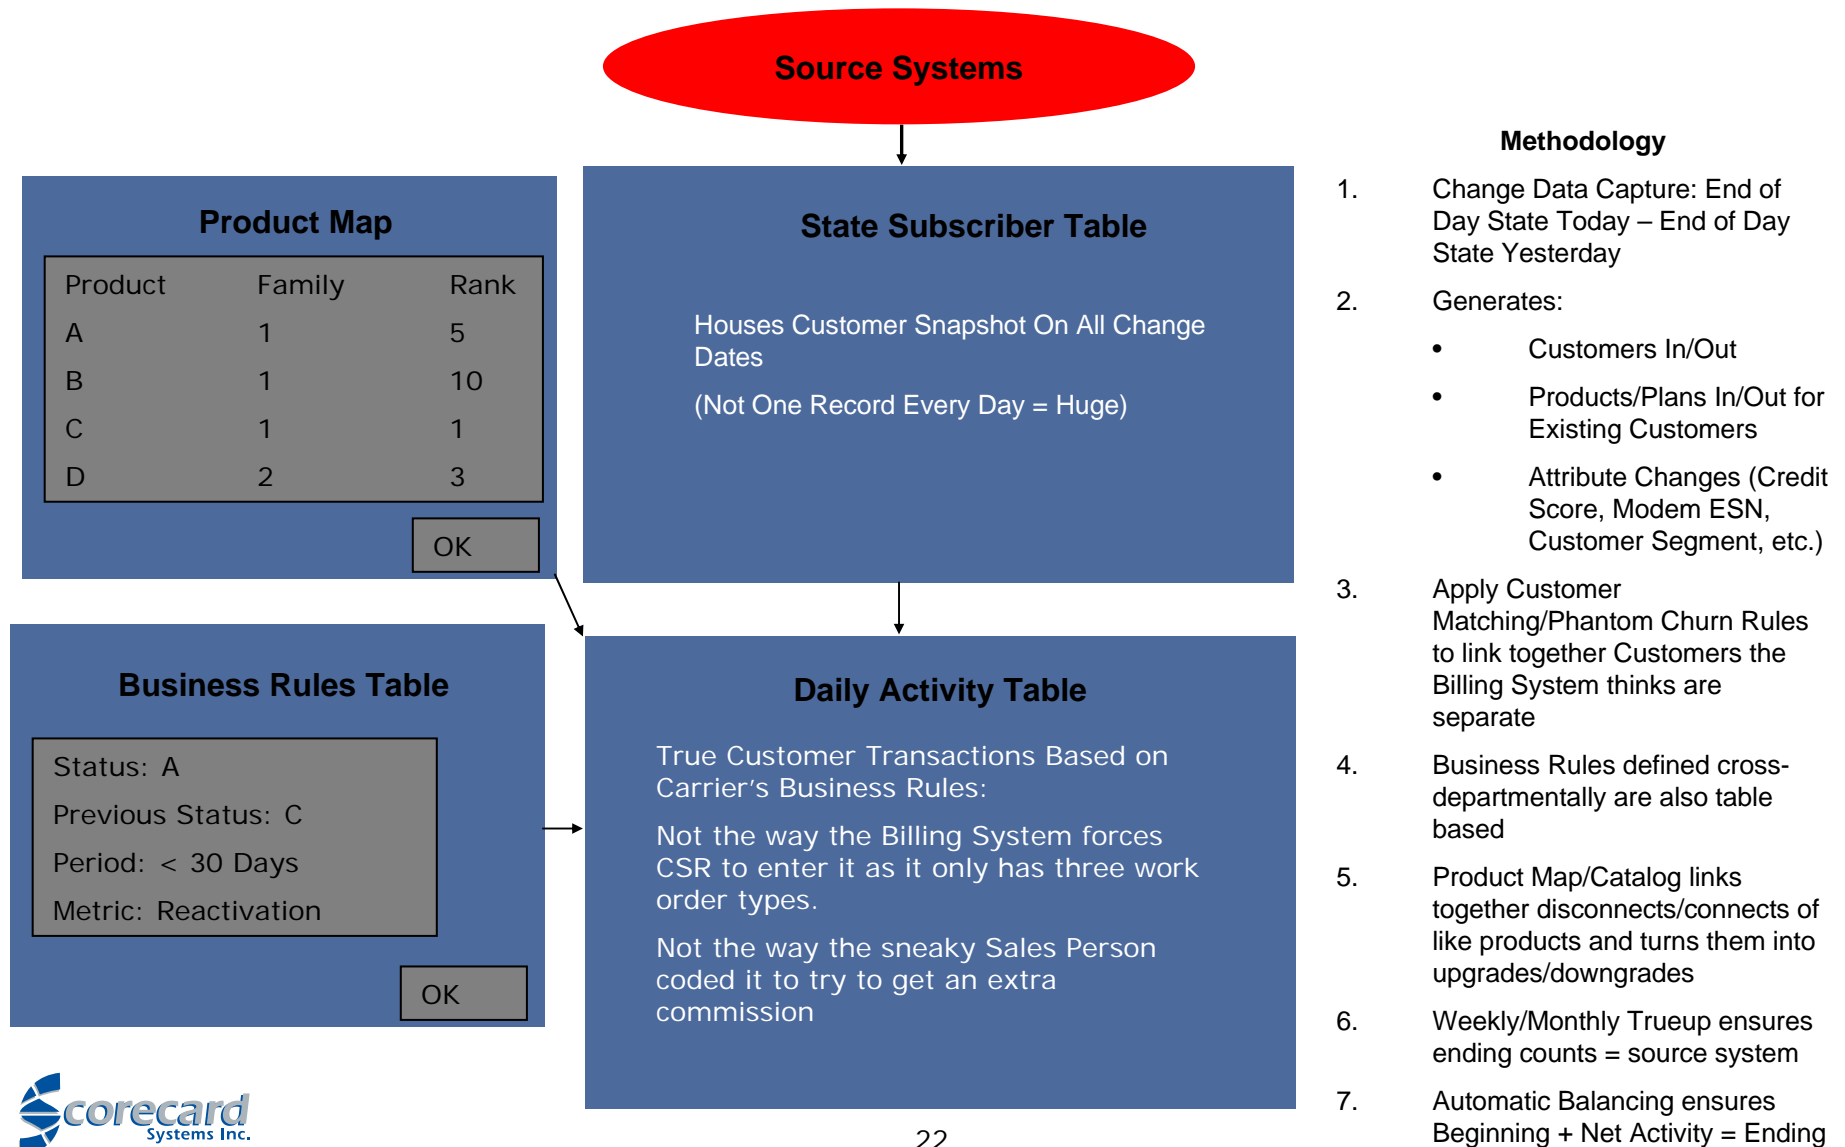 Source Systems
Product Map
Product Family Rank
A 1 5
B 1 10
C 1 1
D 2 3
OK
State Subscriber Table
Houses Customer Snapshot On All Change
Dates
(Not One Record Every Day = Huge)
Business Rules Table
Status: A
Previous Status: C
Period: < 30 Days
Metric: Reactivation
OK
Daily Activity Table
True Customer Transactions Based on
Carrier's Business Rules:
Not the way the Billing System forces
CSR to enter it as it only has three work
order types.
Not the way the sneaky Sales Person
coded it to try to get an extra
commission
Methodology
1. Change Data Capture: End of
Day State Today – End of Day
State Yesterday
2. Generates:
• Customers In/Out
• Products/Plans In/Out for
Existing Customers
• Attribute Changes (Credit
Score, Modem ESN,
Customer Segment, etc.)
3. Apply Customer
Matching/Phantom Churn Rules
to link together Customers the
Billing System thinks are
separate
4. Business Rules defined cross-
departmentally are also table
based
5. Product Map/Catalog links
together disconnects/connects of
like products and turns them into
upgrades/downgrades
6. Weekly/Monthly Trueup ensures
ending counts = source system
7. Automatic Balancing ensures
Beginning + Net Activity = Ending
Scorecard
Systems Inc.
22